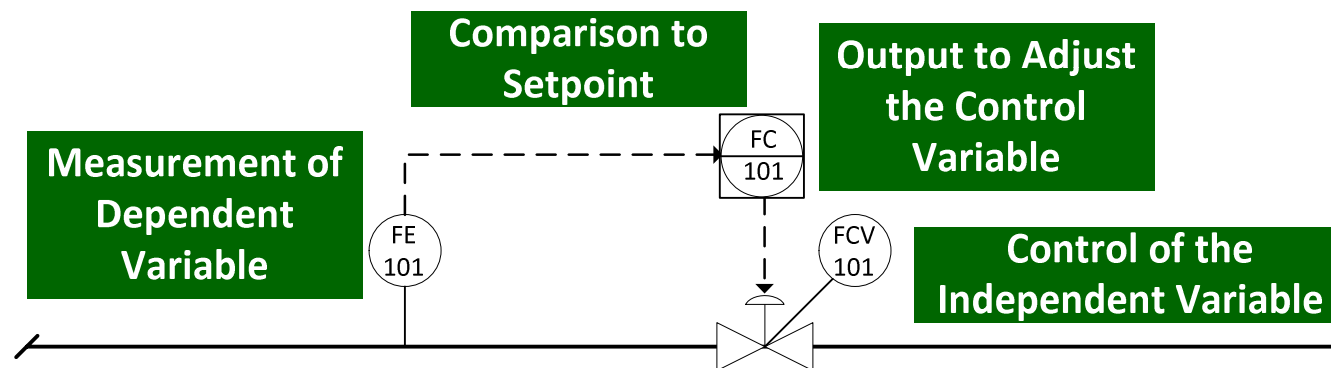 Comparison to
Setpoint
Output to Adjust
the Control
Variable
Measurement of
Dependent
Variable
FC
101
FE
101
FCV
101
Control of the
Independent Variable